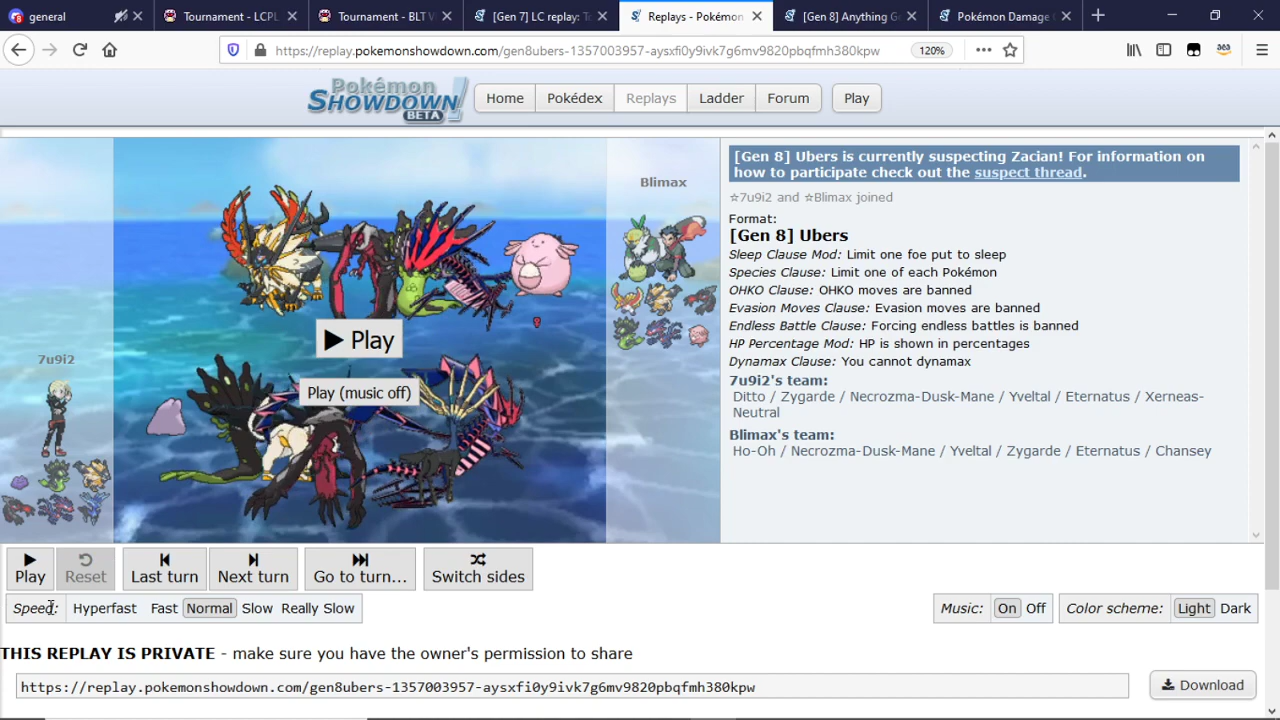 general
Tournament - LCPL
Tournament - BLT V
[Gen 7] LC replay: To
Replays - Pokémon
[Gen 8] Anything G
Pokémon Damage C
https://replay.pokemonshowdown.com/gen8ubers-1357003957-aysxfi0y9ivk7g6mv9820pbqfmh380kpw
120%
Pokémon
SHOWDOWN!
BETA
Home
Pokédex
Replays
Ladder
Forum
Play
Blimax
7u9i2
Play
Play (music off)
[Gen 8] Ubers is currently suspecting Zacian! For information on
how to participate check out the suspect thread.
☆7u9i2 and ☆Blimax joined
Format:
[Gen 8] Ubers
Sleep Clause Mod: Limit one foe put to sleep
Species Clause: Limit one of each Pokémon
OHKO Clause: OHKO moves are banned
Evasion Moves Clause: Evasion moves are banned
Endless Battle Clause: Forcing endless battles is banned
HP Percentage Mod: HP is shown in percentages
Dynamax Clause: You cannot dynamax
7u9i2's team:
Ditto / Zygarde / Necrozma-Dusk-Mane / Yveltal / Eternatus / Xerneas-
Neutral
Blimax's team:
Ho-Oh / Necrozma-Dusk-Mane / Yveltal / Zygarde / Eternatus / Chansey
Play
Reset
Last turn
Next turn
Go to turn...
Switch sides
Speed: Hyperfast Fast Normal Slow Really Slow
Music: On Off
Color scheme: Light Dark
THIS REPLAY IS PRIVATE - make sure you have the owner's permission to share
https://replay.pokemonshowdown.com/gen8ubers-1357003957-aysxfi0y9ivk7g6mv9820pbqfmh380kpw
Download